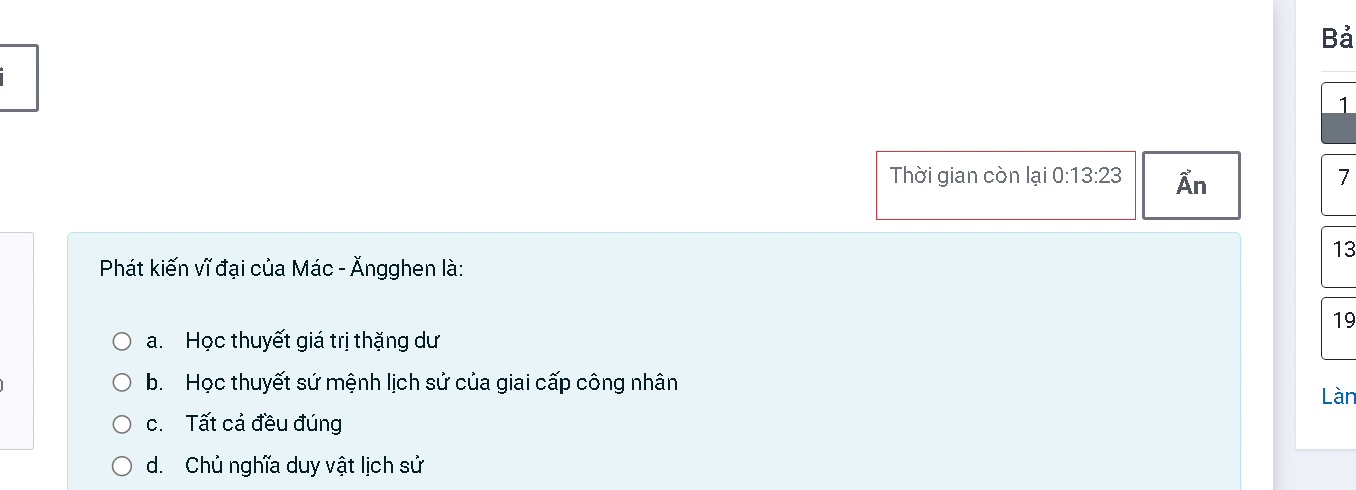 Bả
i
1
Thời gian còn lại 0:13:23
Ẩn
7
Phát kiến vĩ đại của Mác - Ăngghen là:
13
a. Học thuyết giá trị thặng dư
19
b. Học thuyết sứ mệnh lịch sử của giai cấp công nhân
c. Tất cả đều đúng
d. Chủ nghĩa duy vật lịch sử